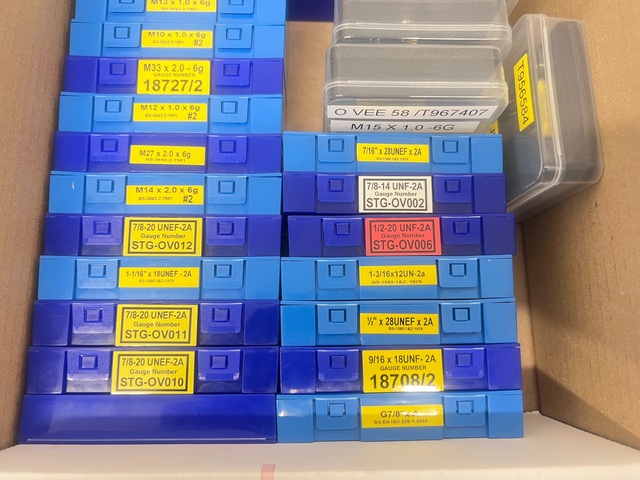 M13 x 1.0 x 6g
M10 x 1.0 x 6g
#2
M33 x 2.0 - 6g
GAUGE NUMBER
18727/2
M12 x 1.0 x 6g
#2
M27 x 2.0 x 6g
M14 x 2.0 x 6g
#2
7/8-20 UNEF-2A
Gauge Number
STG-OV012
1-1/16" x 18UNEF - 2A
7/8-20 UNEF-2A
Gauge Number
STG-OV011
7/8-20 UNEF-2A
Gauge Number
STG-OV010
O VEE 58 /T967407
M15 X 1.0 -6G
T956584
7/16" x 28UNEF x 2A
7/8-14 UNF-2A
Gauge Number
STG-OV002
1/2-20 UNF-2A
Gauge Number
STG-OV006
1-3/16x12UN-2a
½" x 28UNEF x 2A
9/16 x 18UNF- 2A
GAUGE NUMBER
18708/2
G7/8"
BS EN ISO